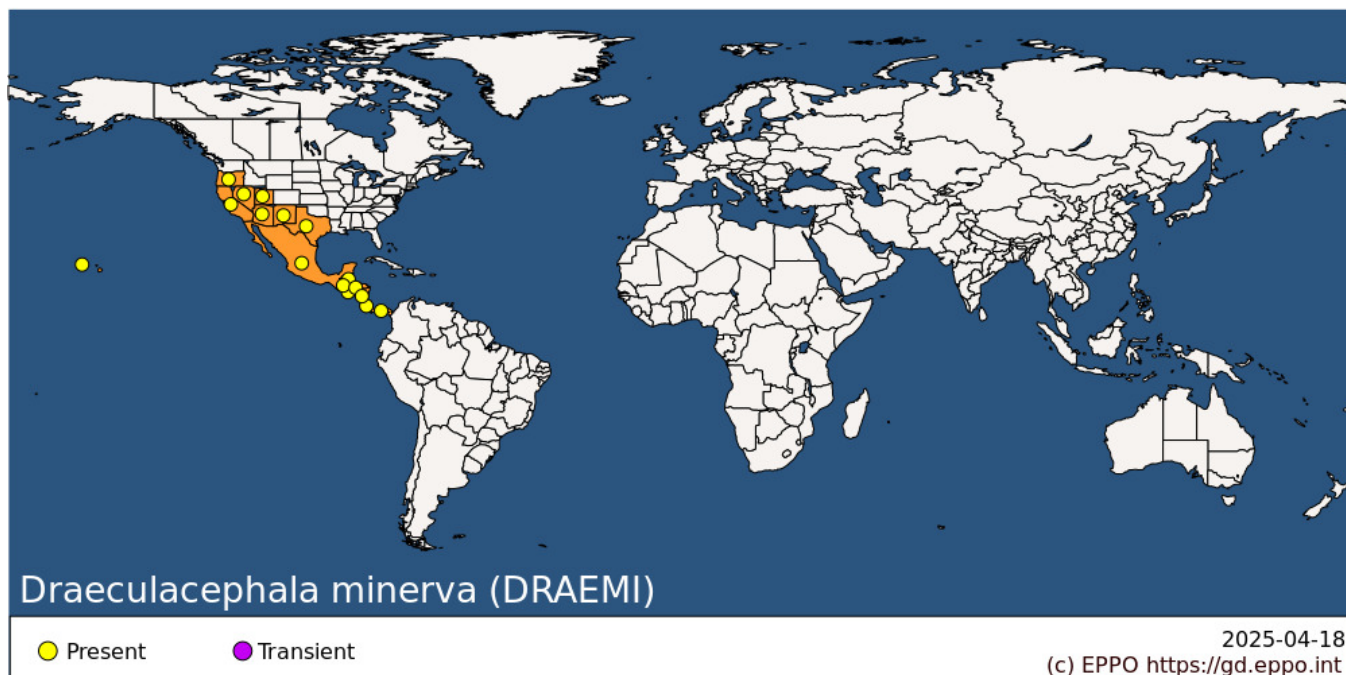 Draeculacephala minerva (DRAEMI)
Present
Transient
2025-04-18
(c) EPPO https://gd.eppo.int